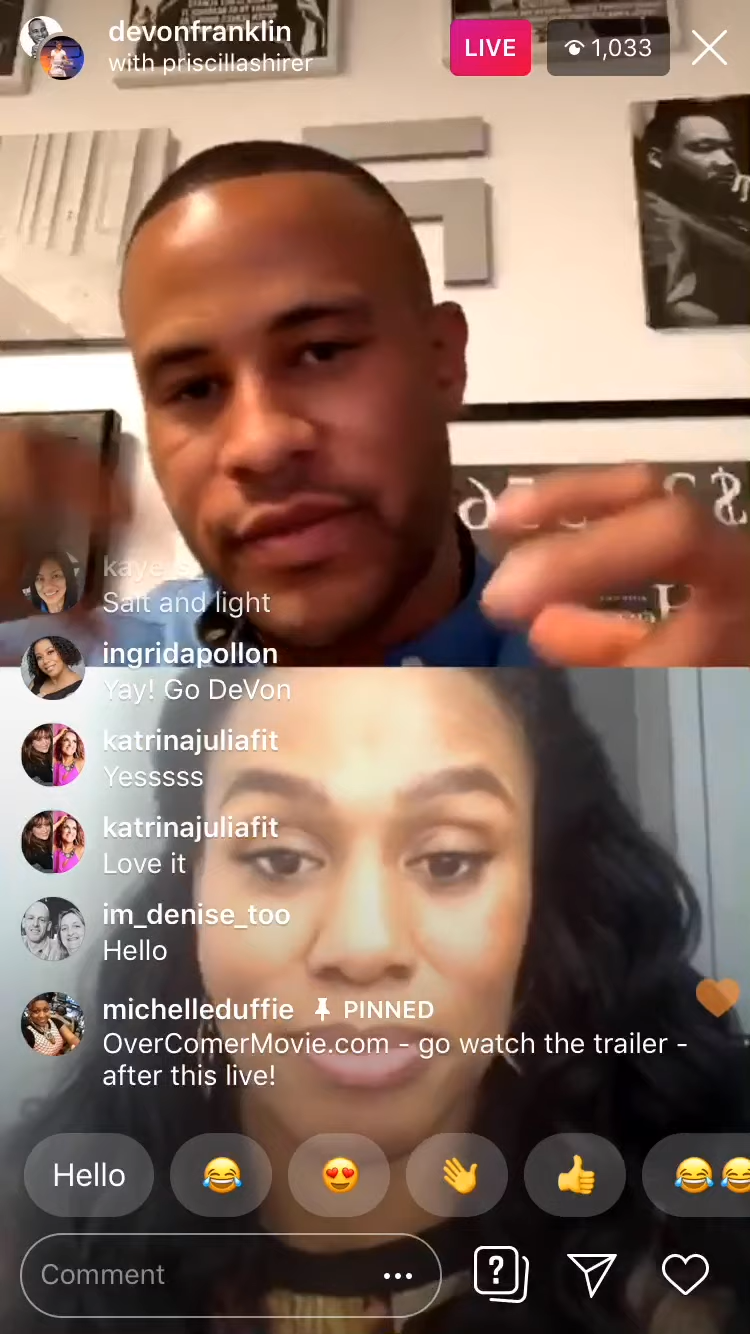 devonfranklin
with priscillashirer
LIVE
1,033
Salt and light
ingridapollon
Yay! Go DeVon
katrinajuliafit
Yesssss
katrinajuliafit
Love it
im_denise_too
Hello
michelleduffie PINNED
OverComerMovie.com - go watch the trailer -
after this live!
Hello
Comment